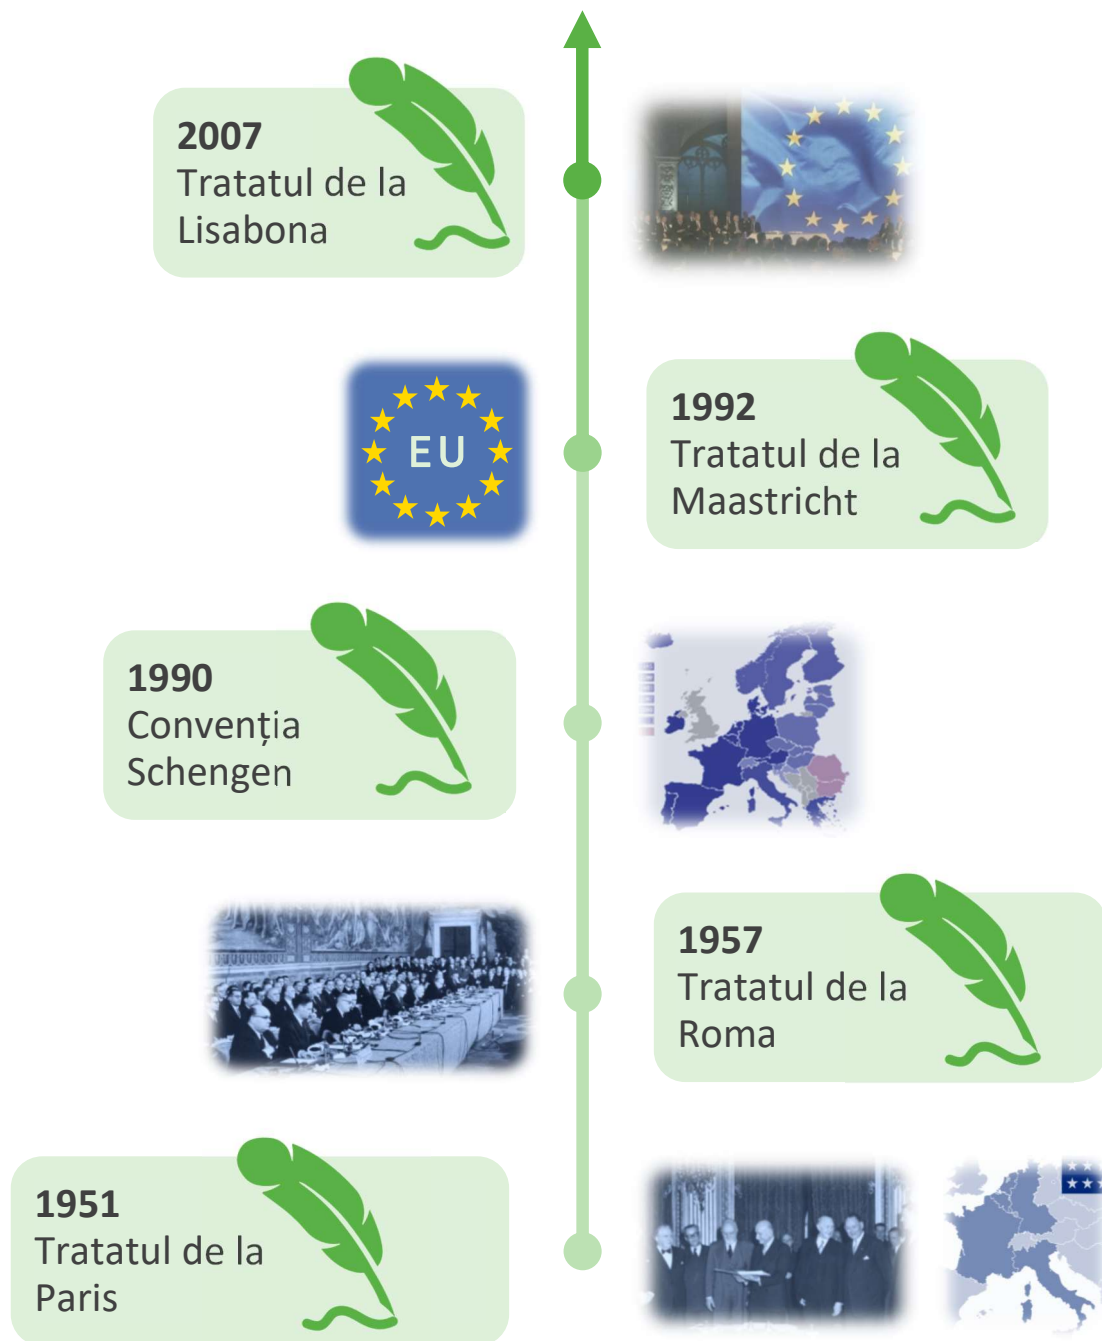 2007
Tratatul de la
Lisabona
EU
1992
Tratatul de la
Maastricht
1990
Convenția
Schengen
1957
Tratatul de la
Roma
1951
Tratatul de la
Paris